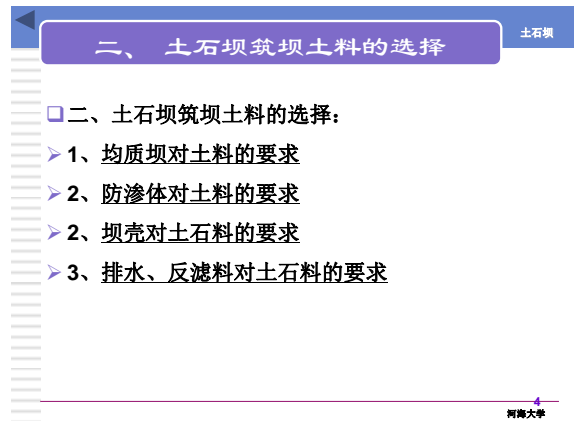 土石坝
二、 土石坝筑坝土料的选择
二、土石坝筑坝土料的选择：
1、均质坝对土料的要求
2、防渗体对土料的要求
2、坝壳对土石料的要求
3、排水、反滤料对土石料的要求
4
河海大学